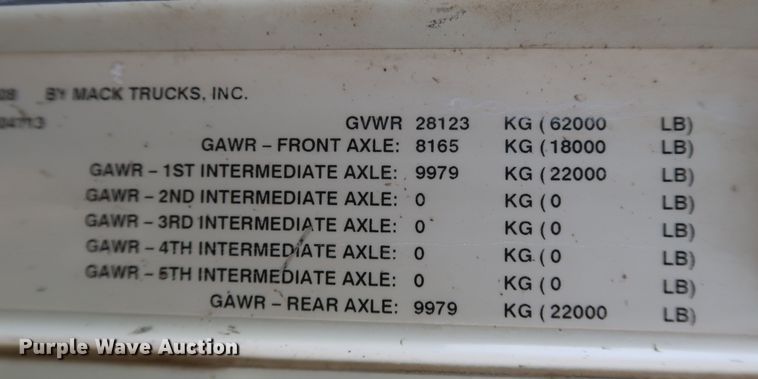 08 BY MACK TRUCKS, INC.
04713
GVWR 28123 KG ( 62000 LB)
GAWR – FRONT AXLE: 8165 KG ( 18000 LB)
GAWR – 1ST INTERMEDIATE AXLE: 9979 KG ( 22000 LB)
GAWR – 2ND INTERMEDIATE AXLE: 0 KG ( 0 LB)
GAWR – 3RD INTERMEDIATE AXLE: 0 KG ( 0 LB)
GAWR – 4TH INTERMEDIATE AXLE: 0 KG ( 0 LB)
GAWR – 5TH INTERMEDIATE AXLE: 0 KG ( 0 LB)
GAWR – REAR AXLE: 9979 KG ( 22000 LB)
Purple Wave Auction